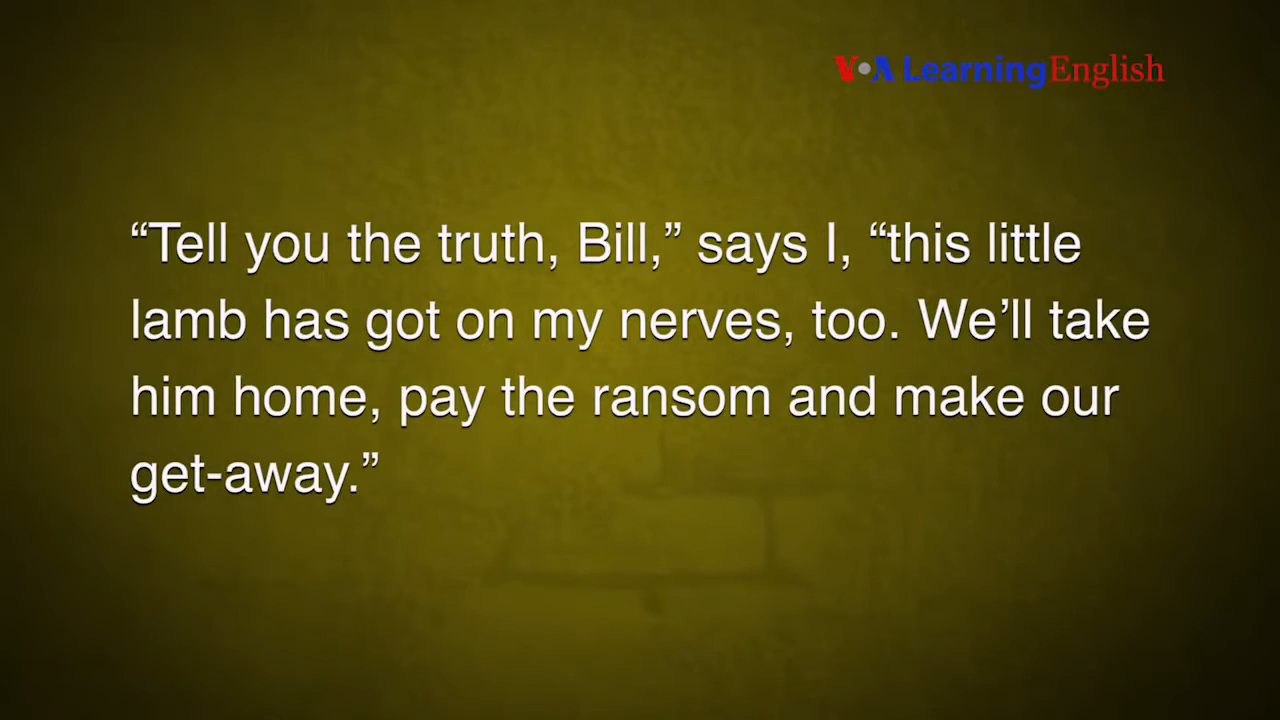 VOA Learning English
“Tell you the truth, Bill,” says I, “this little
lamb has got on my nerves, too. We’ll take
him home, pay the ransom and make our
get-away.”